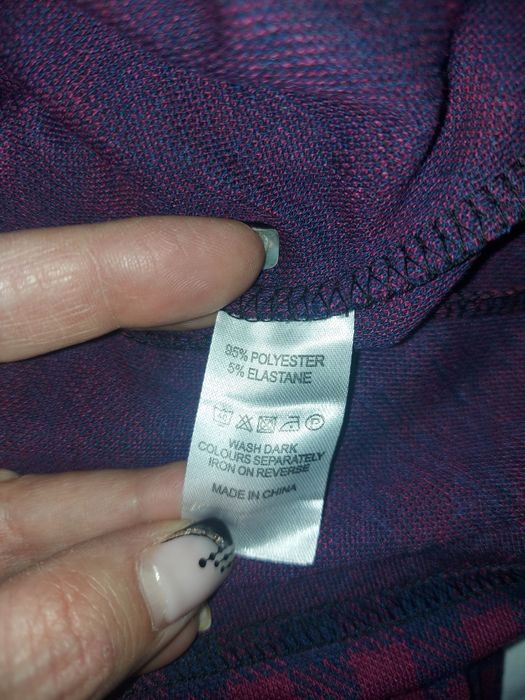 95% POLYESTER
5% ELASTANE
WASH DARK
COLOURS SEPARATELY
IRON ON REVERSE
MADE IN CHINA